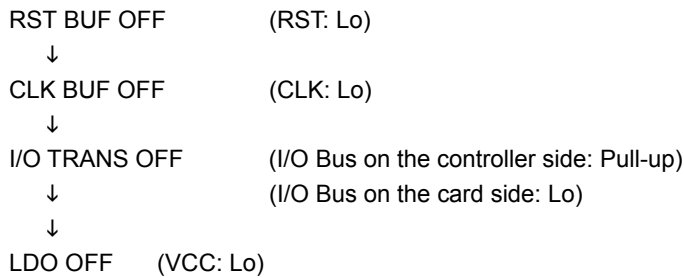 RST BUF OFF (RST: Lo)
↓
CLK BUF OFF (CLK: Lo)
↓
I/O TRANS OFF (I/O Bus on the controller side: Pull-up)
↓ (I/O Bus on the card side: Lo)
↓
LDO OFF (VCC: Lo)